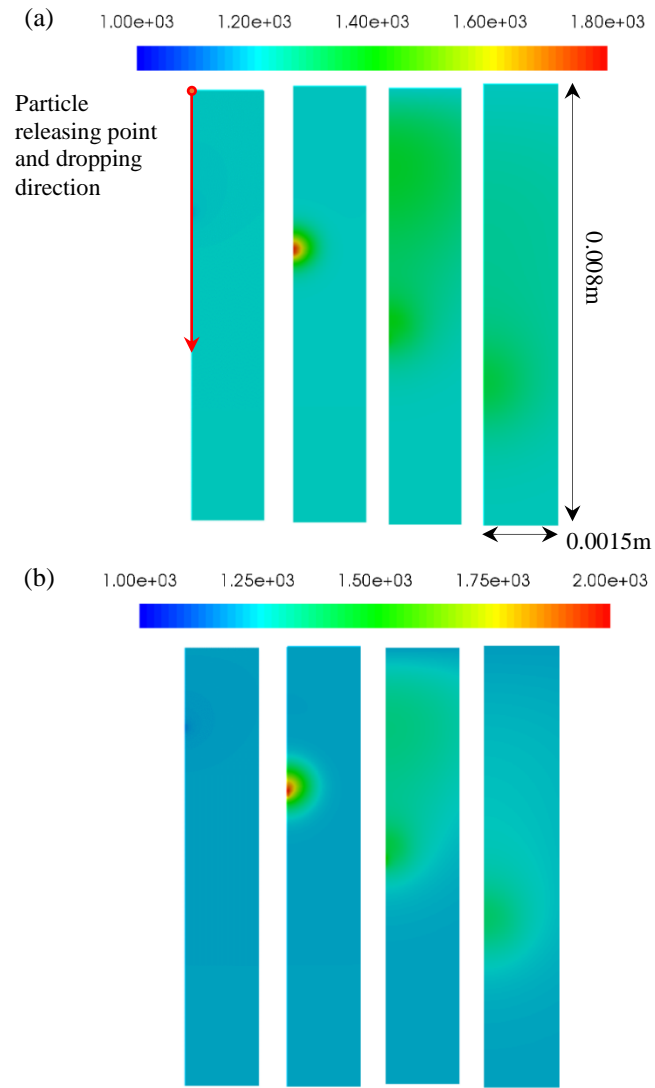 (a)
1.00e+03 1.20e+03 1.40e+03 1.60e+03 1.80e+03
Particle
releasing point
and dropping
direction
0.008m
0.0015m
(b)
1.00e+03 1.25e+03 1.50e+03 1.75e+03 2.00e+03